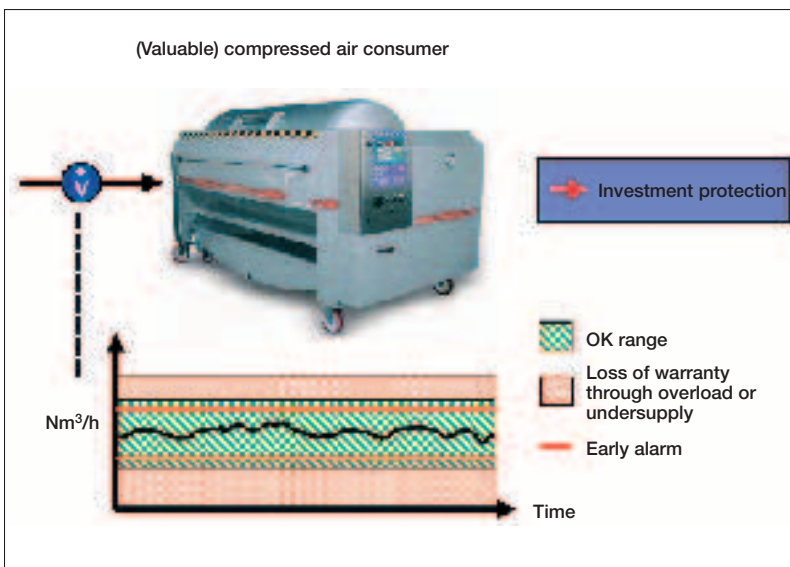 (Valuable) compressed air consumer
V
Investment protection
OK range
Loss of warranty
through overload or
undersupply
Nm³/h
Early alarm
Time